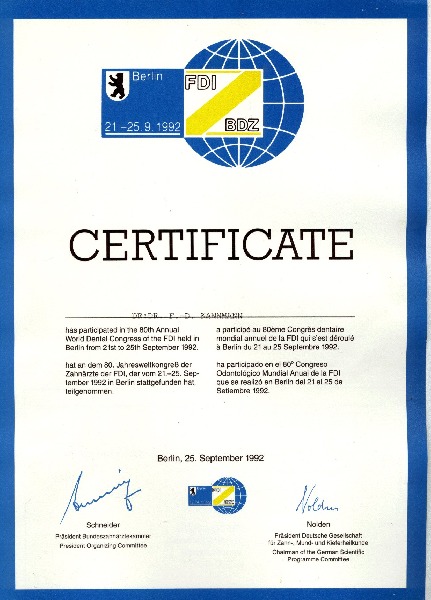 Berlin
FDI
21–25.9. 1992
BDZ
CERTIFICATE
has participated in the 80th Annual
World Dental Congress of the FDI held in
Berlin from 21st to 25th September 1992.
a participé au 80ème Congrès dentaire
mondial annuel de la FDI qui s'est déroulé
à Berlin du 21 au 25 Septembre 1992.
hat an dem 80. Jahresweltkongreß der
Zahnärzte der FDI, der vom 21.–25. Sep-
tember 1992 in Berlin stattgefunden hat
teilgenommen.
ha participado en el 80º Congreso
Odontológico Mundial Anual de la FDI
que se realizó en Berlin del 21 al 25 de
Setiembre 1992.
Berlin, 25. September 1992
Schneider
Präsident Bundeszahnärztekammer
President Organizing Committee
Nolden
Präsident Deutsche Gesellschaft
für Zahn-, Mund- und Kieferheilkunde
Chairman of the German Scientific
Programme Committee